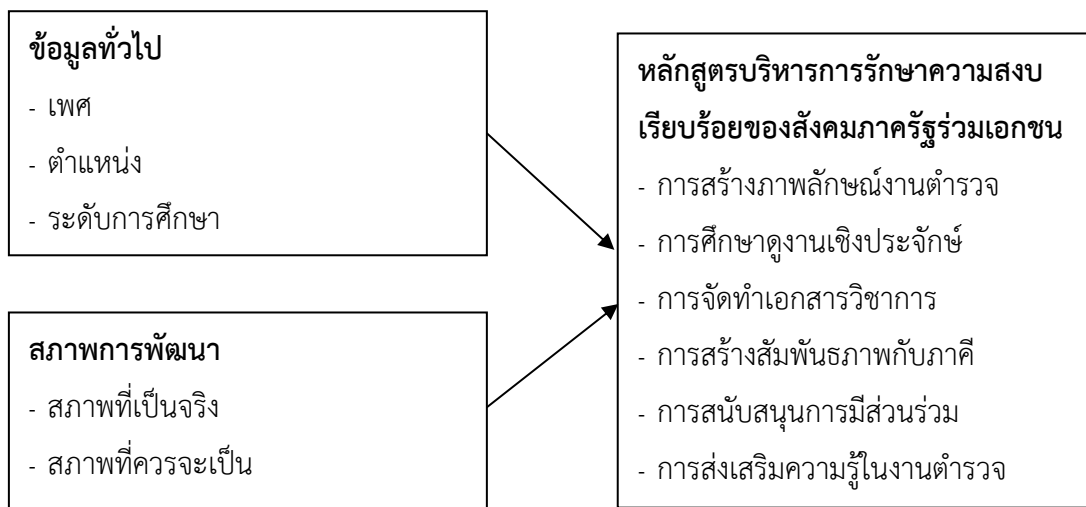 ข้อมูลทั่วไป
- เพศ
- ตำแหน่ง
- ระดับการศึกษา
สภาพการพัฒนา
- สภาพที่เป็นจริง
- สภาพที่ควรจะเป็น
หลักสูตรบริหารการรักษาความสงบ
เรียบร้อยของสังคมภาครัฐร่วมเอกชน
- การสร้างภาพลักษณ์งานตำรวจ
- การศึกษาดูงานเชิงประจักษ์
- การจัดทำเอกสารวิชาการ
- การสร้างสัมพันธภาพกับภาคี
- การสนับสนุนการมีส่วนร่วม
- การส่งเสริมความรู้ในงานตำรวจ